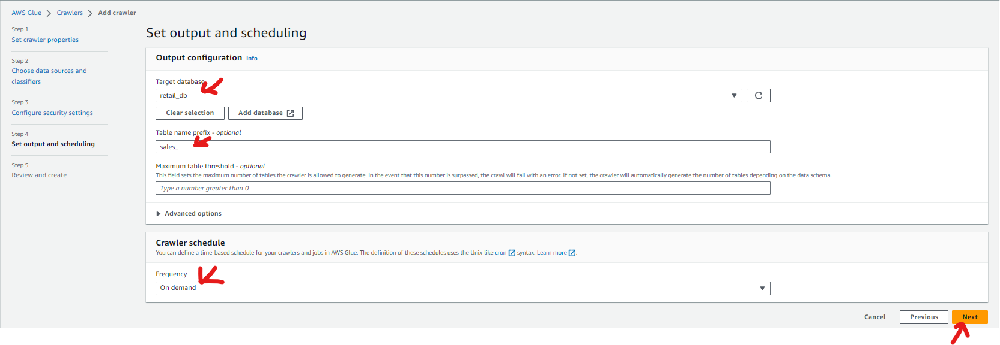 AWS Glue > Crawlers > Add crawler
Step 1
Set crawler properties
Step 2
Choose data sources and
classifiers
Step 3
Configure security settings
Step 4
Set output and scheduling
Step 5
Review and create
Set output and scheduling
Output configuration Info
Target database
retail_db
Clear selection Add database
Table name prefix - optional
sales_
Maximum table threshold - optional
This field sets the maximum number of tables the crawler is allowed to generate. In the event that this number is surpassed, the crawl will fail with an error. If not set, the crawler will automatically generate the number of tables depending on the data schema.
Type a number greater than 0
Advanced options
Crawler schedule
You can define a time-based schedule for your crawlers and jobs in AWS Glue. The definition of these schedules uses the Unix-like cron syntax. Learn more.
Frequency
On demand
Cancel Previous Next